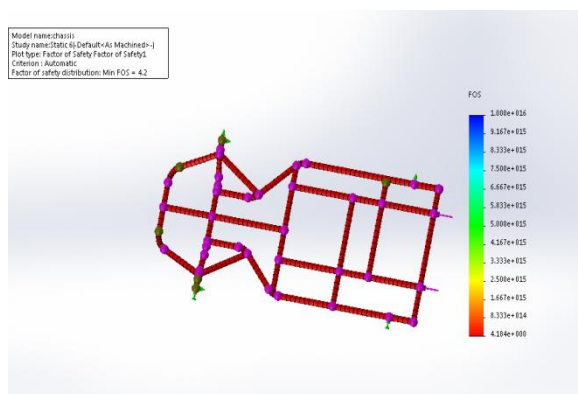 Model name:chassis
Study name:Static 6(-Default<As Machined>-)
Plot type: Factor of Safety Factor of Safety1
Criterion : Automatic
Factor of safety distribution: Min FOS = 4.2
FOS
1.000e+016
9.167e+015
8.333e+015
7.500e+015
6.667e+015
5.833e+015
5.000e+015
4.167e+015
3.333e+015
2.500e+015
1.667e+015
8.333e+014
4.184e+000